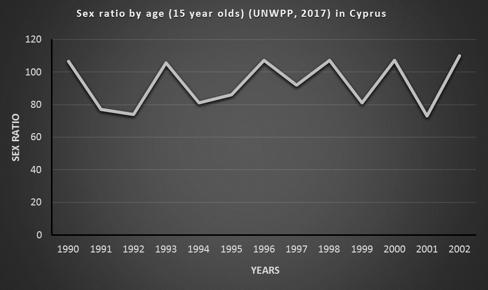 Sex ratio by age (15 year olds) (UNWPP, 2017) in Cyprus
120
100
80
60
40
20
0
SEX RATIO
1990 1991 1992 1993 1994 1995 1996 1997 1998 1999 2000 2001 2002
YEARS